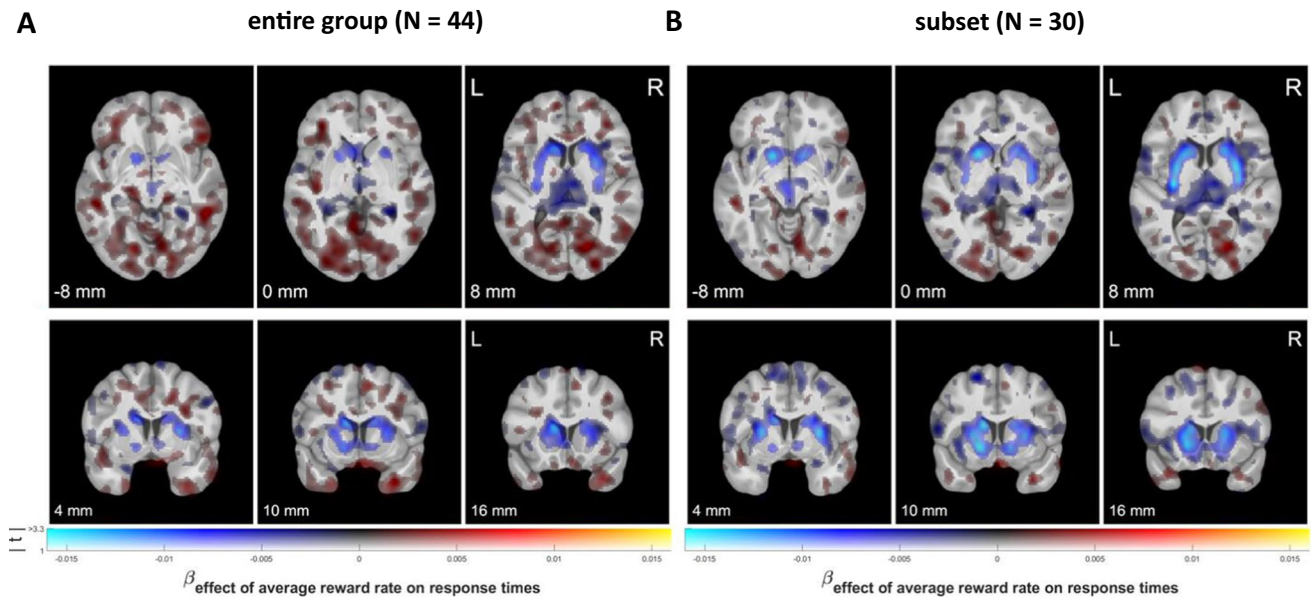 A
entire group (N = 44)
B
subset (N = 30)
L
R
-8 mm
0 mm
8 mm
L
R
-8 mm
0 mm
8 mm
L
R
4 mm
10 mm
16 mm
L
R
4 mm
10 mm
16 mm
| t |
>3.3
1
-0.015
-0.01
-0.005
0
0.005
0.01
0.015
-0.015
-0.01
-0.005
0
0.005
0.01
0.015
β effect of average reward rate on response times
β effect of average reward rate on response times